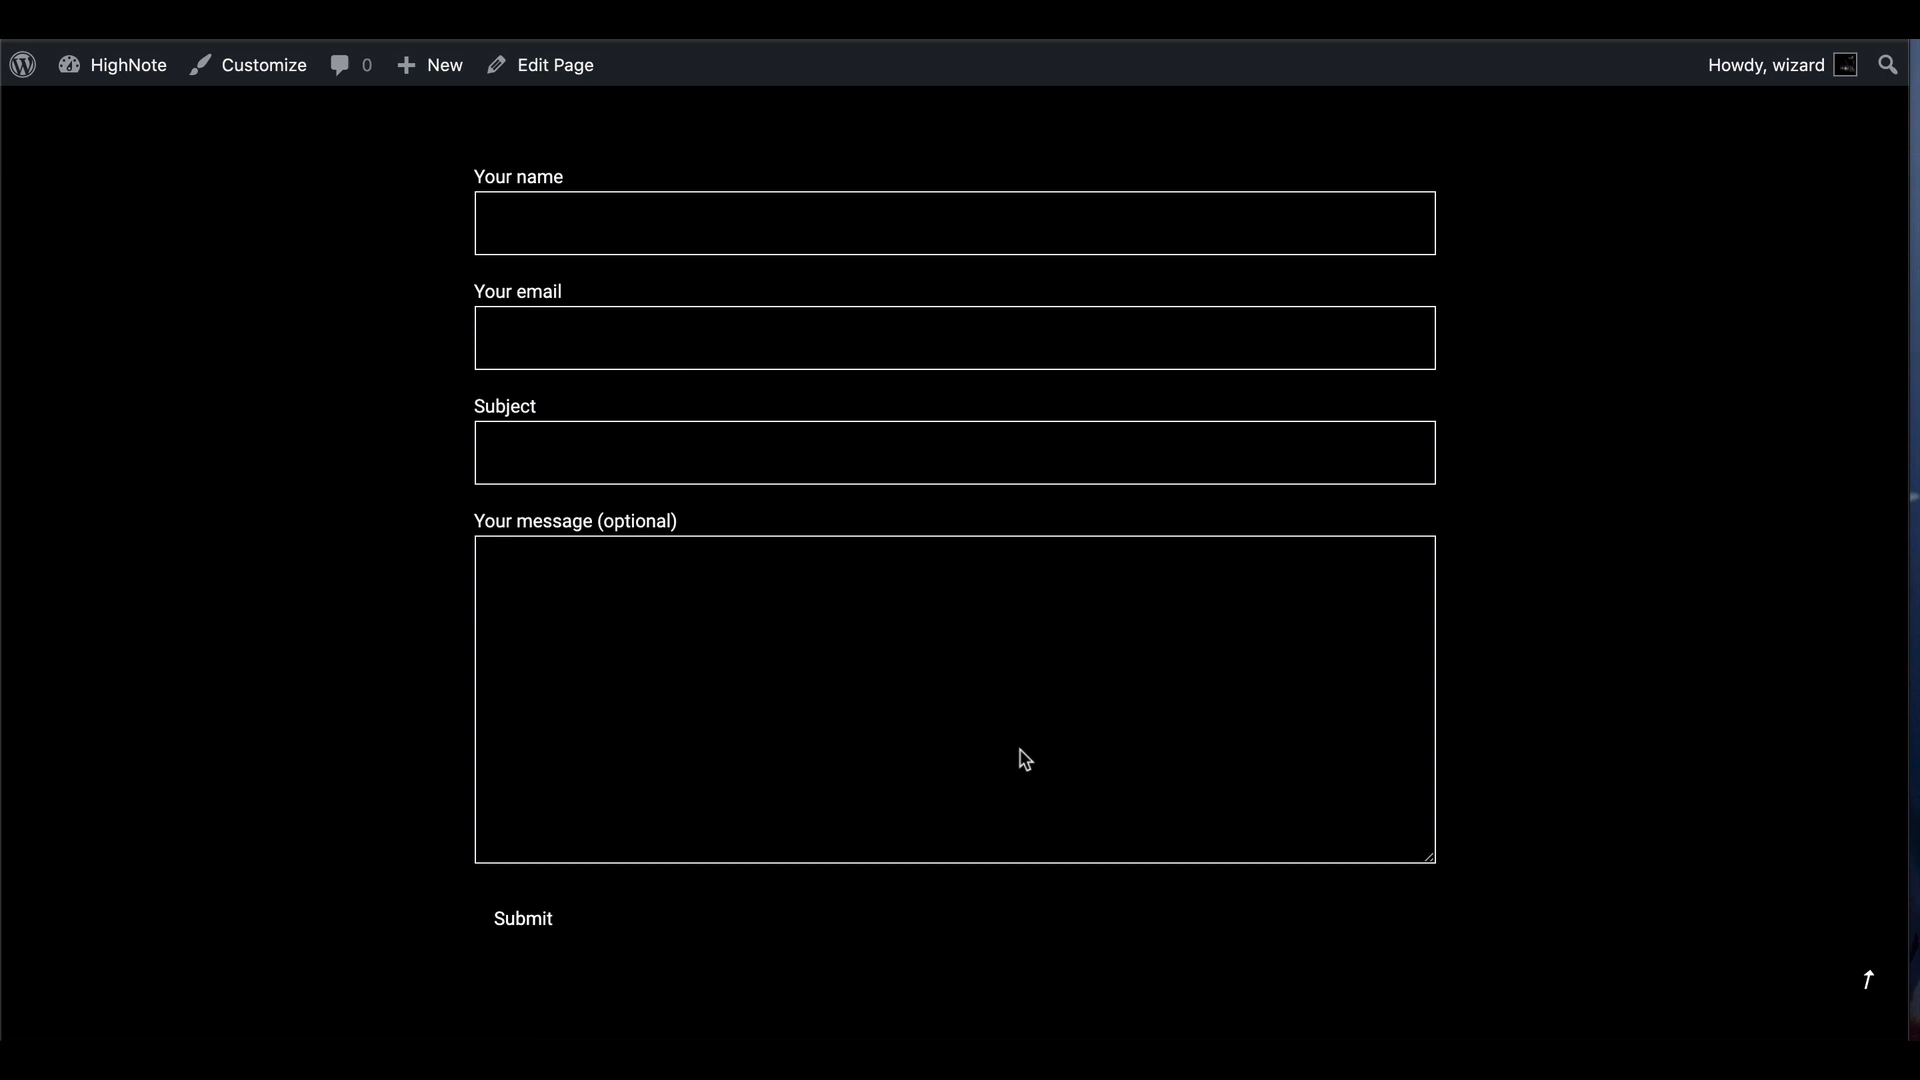 HighNote Customize 0 New Edit Page Howdy, wizard
Your name
Your email
Subject
Your message (optional)
Submit